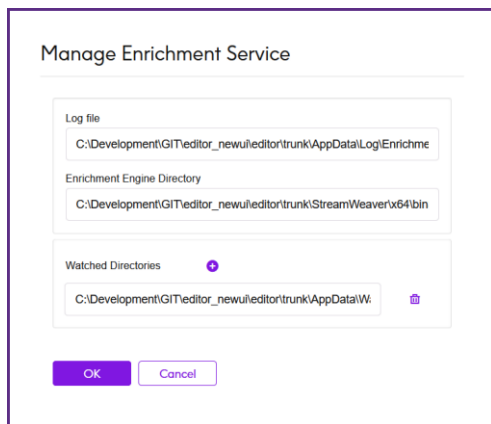 Manage Enrichment Service
Log file
C:\Development\GIT\editor_newui\editor\trunk\AppData\Log\Enrichme
Enrichment Engine Directory
C:\Development\GIT\editor_newui\editor\trunk\StreamWeaver\x64\bin
Watched Directories
C:\Development\GIT\editor_newui\editor\trunk\AppData\Wa
OK Cancel